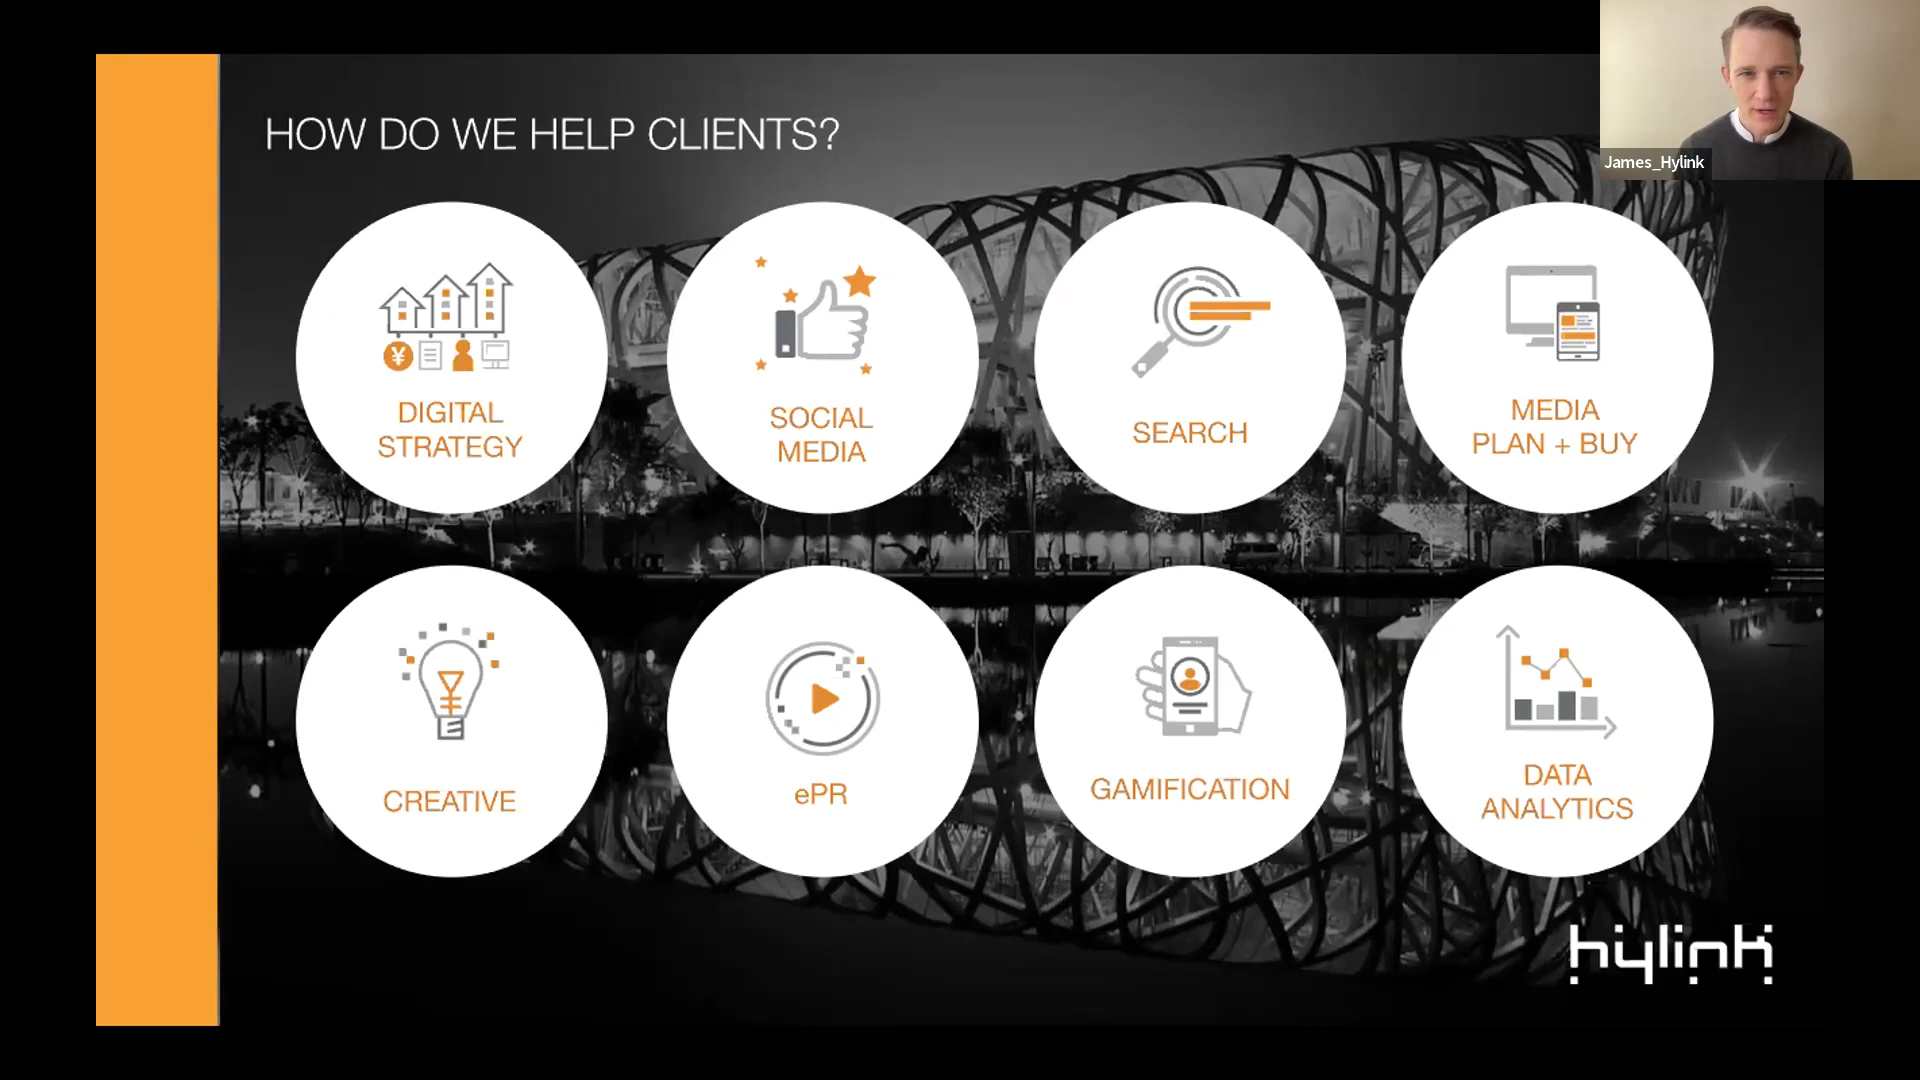 HOW DO WE HELP CLIENTS?
James_Hylink
DIGITAL
STRATEGY
SOCIAL
MEDIA
SEARCH
MEDIA
PLAN + BUY
CREATIVE
ePR
GAMIFICATION
DATA
ANALYTICS
hylink